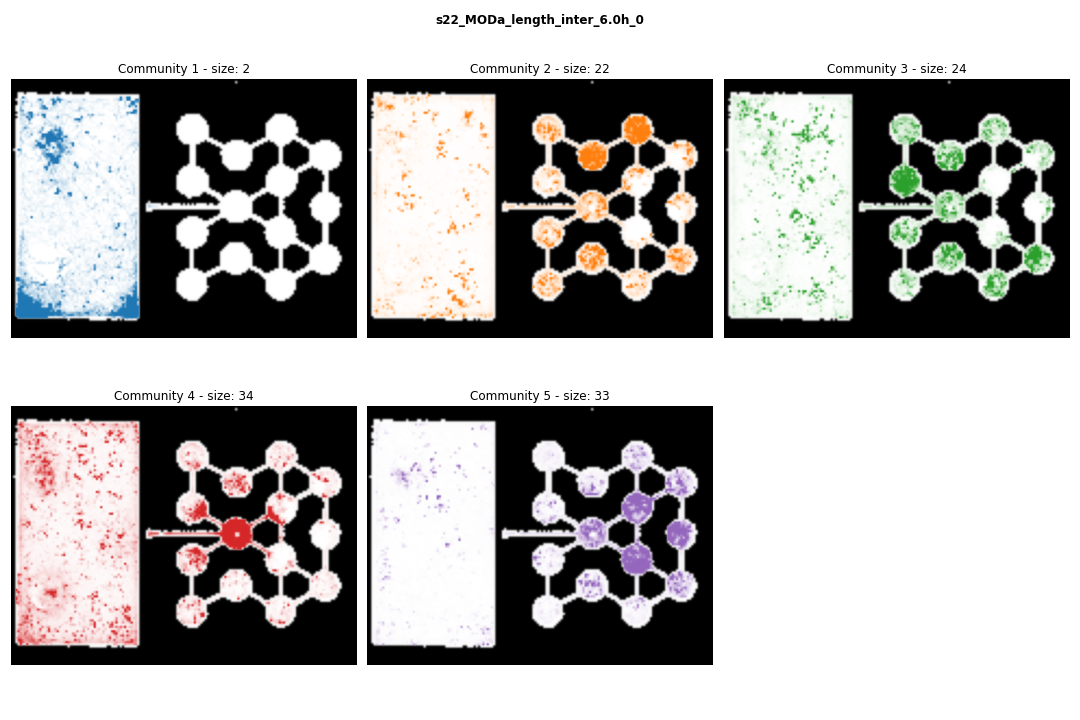 s22_MODa_length_inter_6.0h_0
Community 1 - size: 2
Community 2 - size: 22
Community 3 - size: 24
Community 4 - size: 34
Community 5 - size: 33